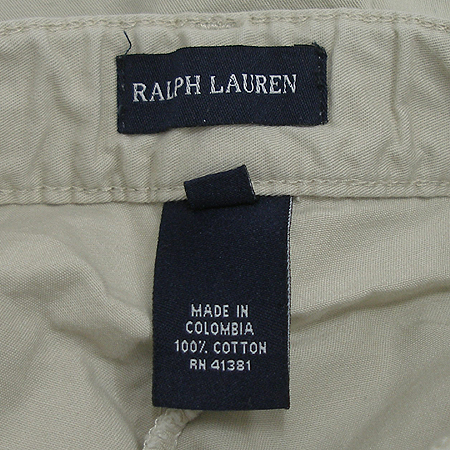 RALPH LAUREN
MADE IN
COLOMBIA
100% COTTON
RN 41381